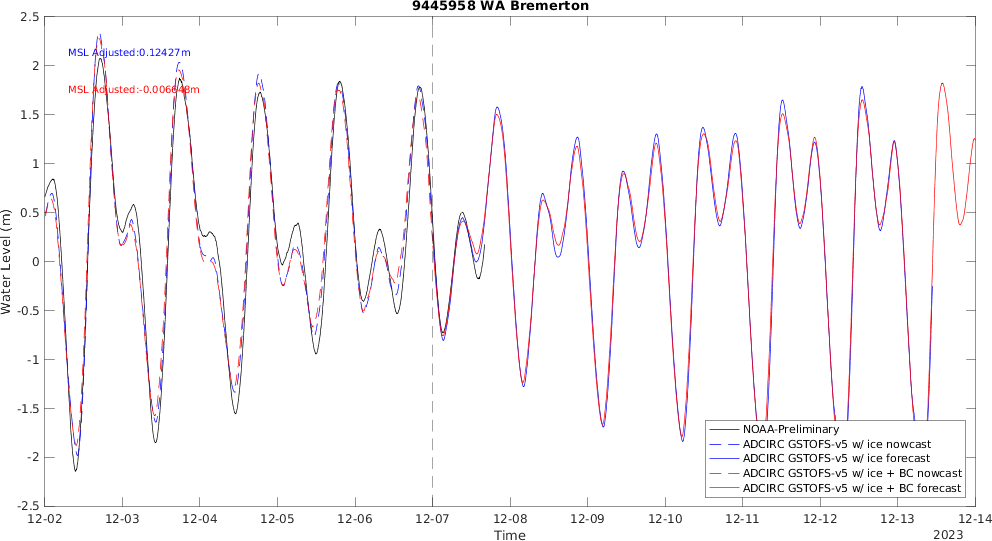 9445958 WA Bremerton
2.5
2
1.5
1
0.5
0
-0.5
-1
-1.5
-2
-2.5
Water Level (m)
MSL Adjusted:0.12427m
MSL Adjusted:-0.006648m
NOAA-Preliminary
ADCIRC GSTOFS-v5 w/ ice nowcast
ADCIRC GSTOFS-v5 w/ ice forecast
ADCIRC GSTOFS-v5 w/ ice + BC nowcast
ADCIRC GSTOFS-v5 w/ ice + BC forecast
12-02 12-03 12-04 12-05 12-06 12-07 12-08 12-09 12-10 12-11 12-12 12-13 12-14
Time
2023